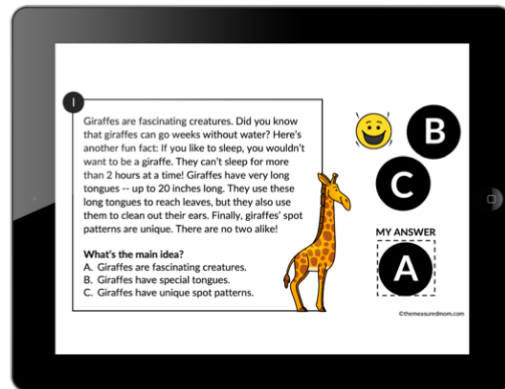 1
Giraffes are fascinating creatures. Did you know
that giraffes can go weeks without water? Here's
another fun fact: If you like to sleep, you wouldn't
want to be a giraffe. They can't sleep for more
than 2 hours at a time! Giraffes have very long
tongues -- up to 20 inches long. They use these
long tongues to reach leaves, but they also use
them to clean out their ears. Finally, giraffes' spot
patterns are unique. There are no two alike!
What's the main idea?
A. Giraffes are fascinating creatures.
B. Giraffes have special tongues.
C. Giraffes have unique spot patterns.
B
C
MY ANSWER
A
©themeasuredmom.com